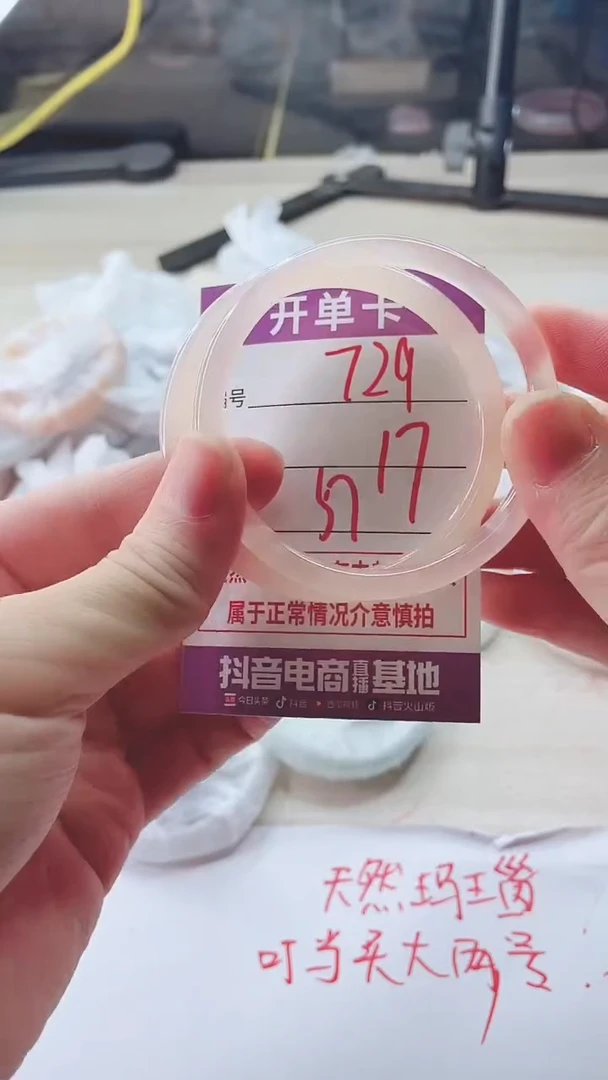 开单卡
号 729
17
57
属于正常情况介意慎拍
抖音电商直播基地
今日头条 抖音 西瓜视频 抖音火山版
天然玛瑙
叮当买大两号